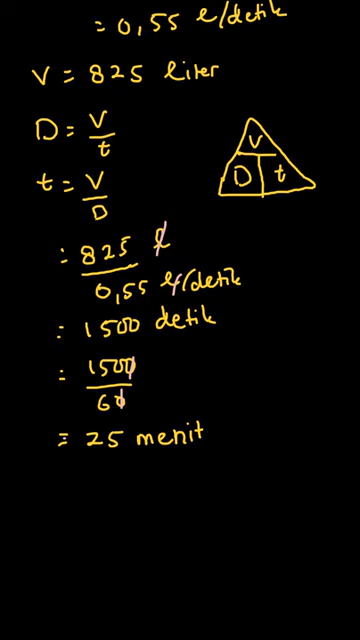 = 0,55 l/detik
V = 825 liter
D = V/t
t = V/D
V
D t
= 825 l / 0,55 l/detik
= 1500 detik
= 1500/60
= 25 menit